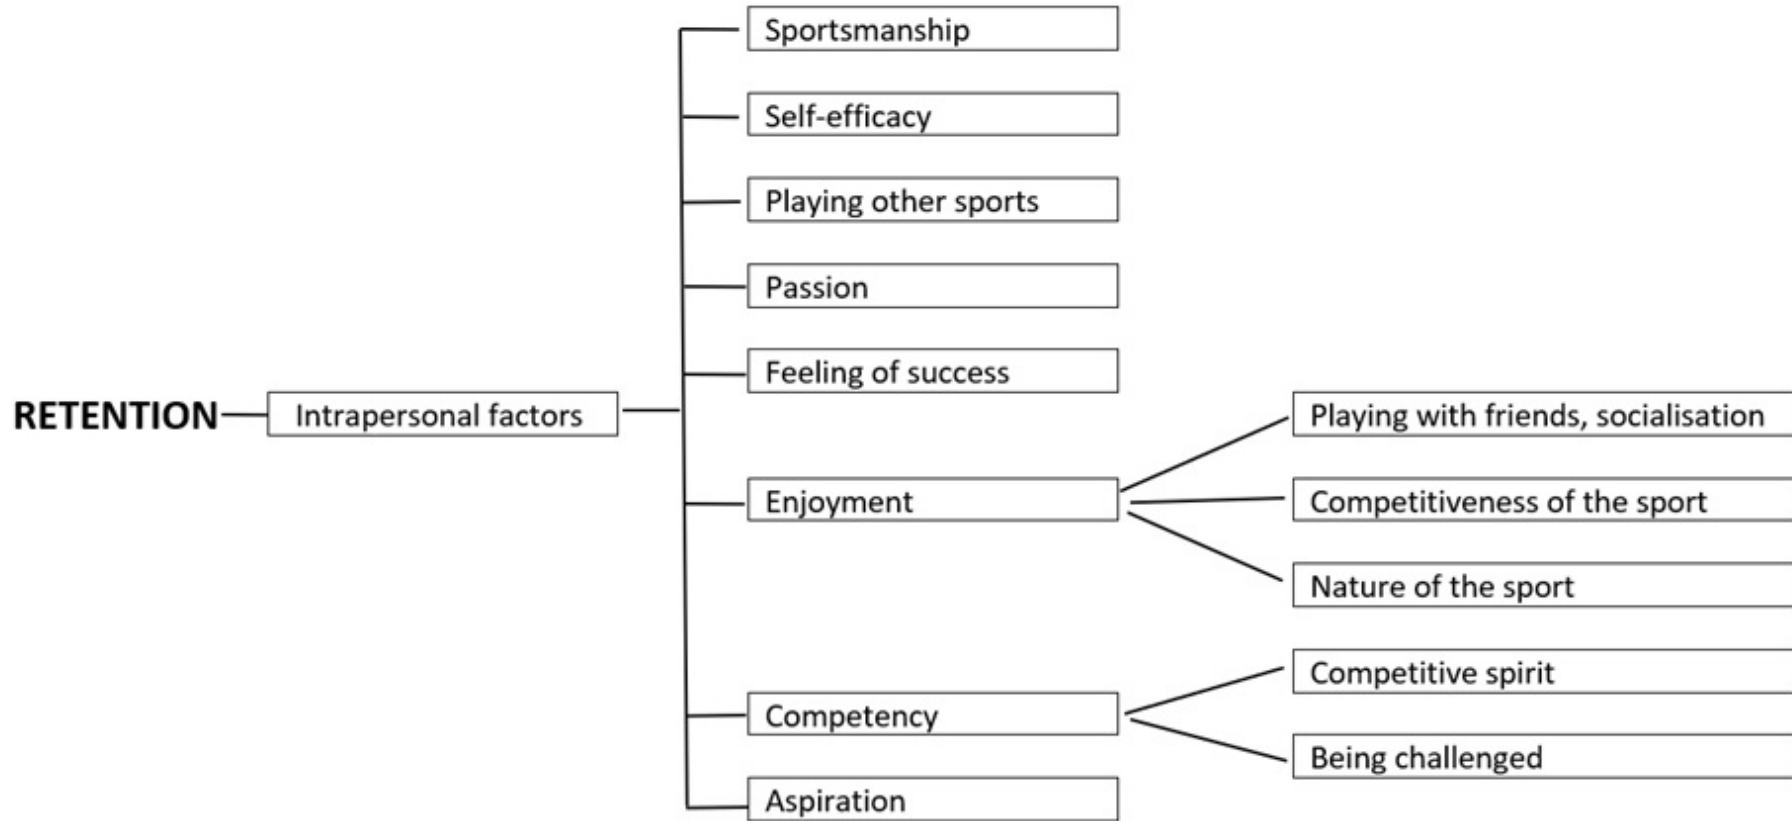 Sportsmanship
Self-efficacy
Playing other sports
Passion
Feeling of success
RETENTION
Intrapersonal factors
Playing with friends, socialisation
Enjoyment
Competitiveness of the sport
Nature of the sport
Competitive spirit
Competency
Being challenged
Aspiration